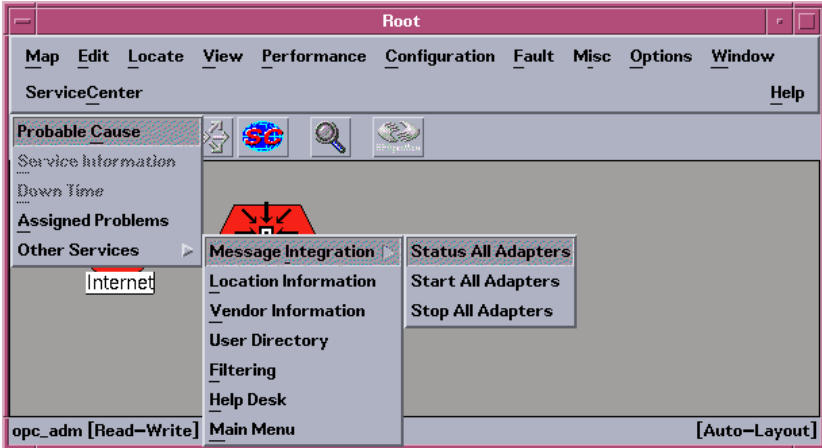 Root
Map Edit Locate View Performance Configuration Fault Misc Options Window
ServiceCenter Help
Probable Cause
SC
Service Information
Down Time
Assigned Problems
Other Services
Message Integration
Status All Adapters
Internet
Location Information
Start All Adapters
Vendor Information
Stop All Adapters
User Directory
Filtering
Help Desk
opc_adm [Read-Write]
Main Menu
[Auto-Layout]